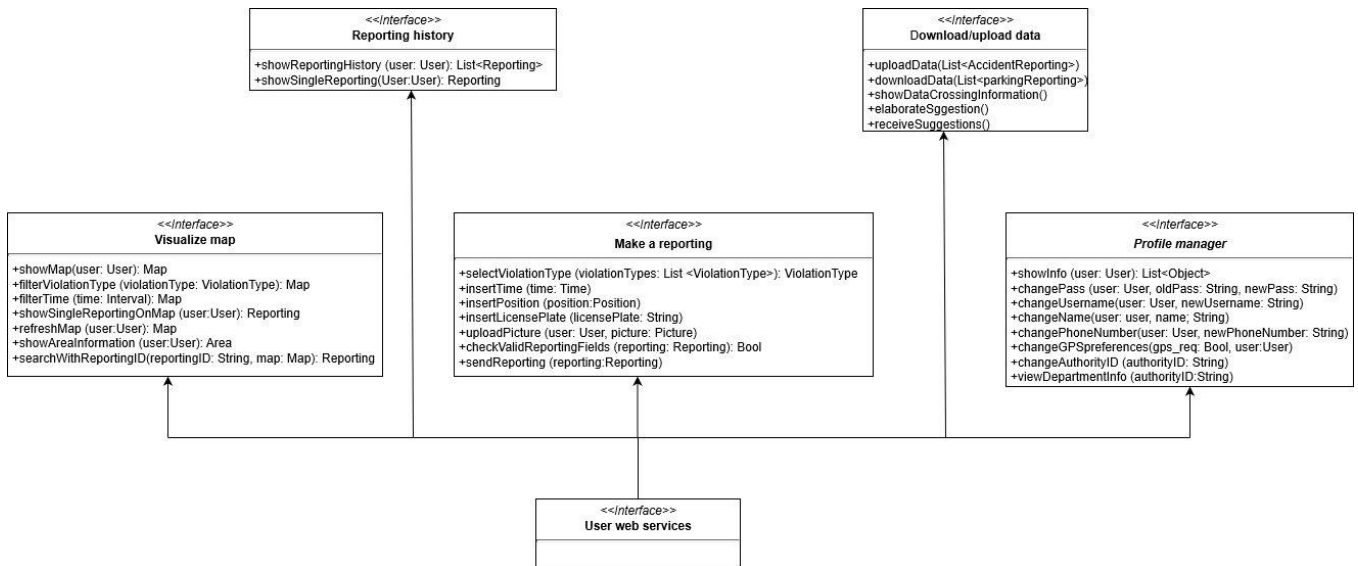 <<Interface>>
Reporting history
+showReportingHistory (user: User): List<Reporting>
+showSingleReporting(User:User): Reporting
<<Interface>>
Download/upload data
+uploadData(List<AccidentReporting>)
+downloadData(List<parkingReporting>)
+showDataCrossingInformation()
+elaborateSggestion()
+receiveSuggestions()
<<Interface>>
Visualize map
+showMap(user: User): Map
+filterViolationType (violationType: ViolationType): Map
+filterTime (time: Interval): Map
+showSingleReportingOnMap (user:User): Reporting
+refreshMap (user:User): Map
+showAreaInformation (user:User): Area
+searchWithReportingID(reportingID: String, map: Map): Reporting
<<Interface>>
Make a reporting
+selectViolationType (violationTypes: List <ViolationType>): ViolationType
+insertTime (time: Time)
+insertPosition (position:Position)
+insertLicensePlate (licensePlate: String)
+uploadPicture (user: User, picture: Picture)
+checkValidReportingFields (reporting: Reporting): Bool
+sendReporting (reporting:Reporting)
<<Interface>>
Profile manager
+showInfo (user: User): List<Object>
+changePass (user: User, oldPass: String, newPass: String)
+changeUsername(user: User, newUsername: String)
+changeName(user: user, name; String)
+changePhoneNumber(user: User, newPhoneNumber: String)
+changeGPSpreferences(gps_req: Bool, user:User)
+changeAuthorityID (authorityID: String)
+viewDepartmentInfo (authorityID:String)
<<Interface>>
User web services